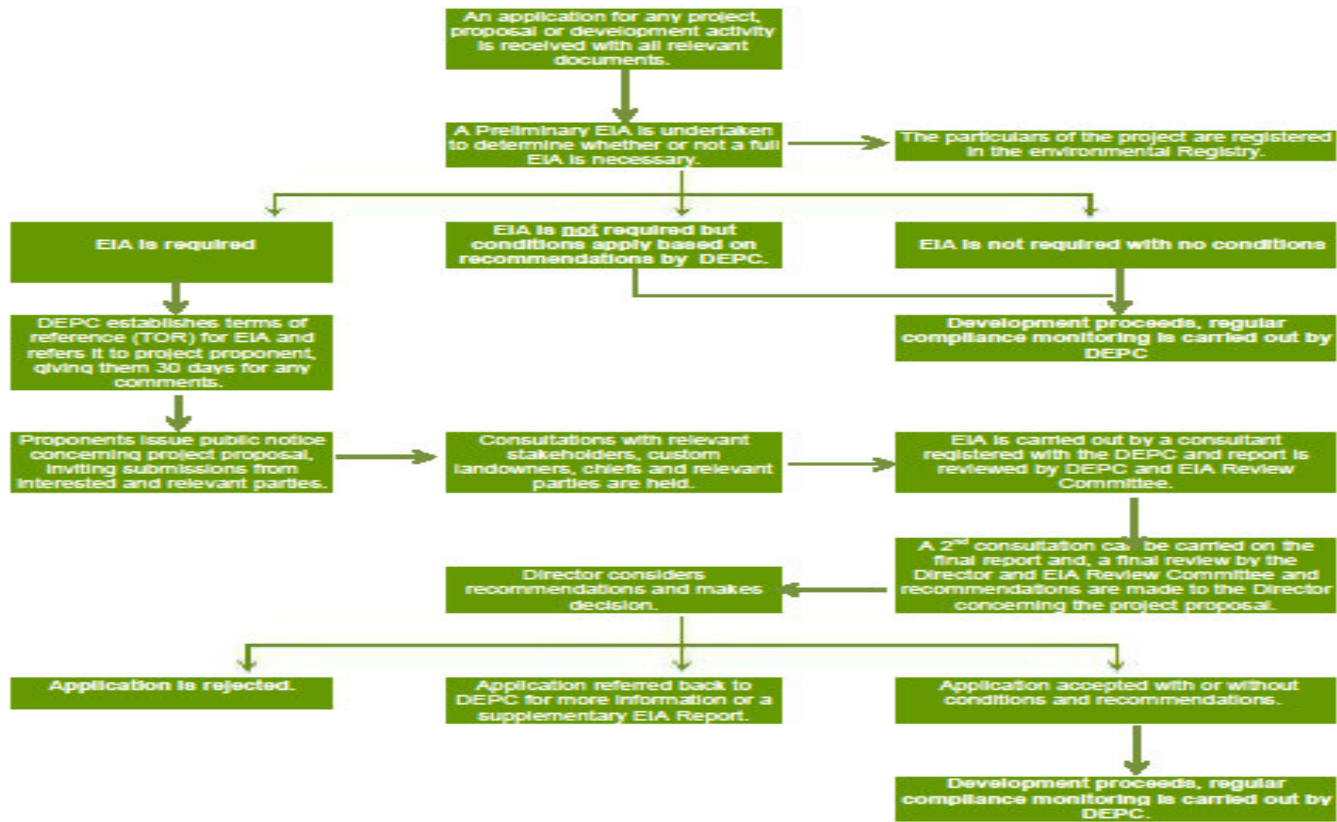 An application for any project,
proposal or development activity
is received with all relevant
documents.
A Preliminary EIA is undertaken
to determine whether or not a full
EIA is necessary.
The particulars of the project are registered
in the environmental Registry.
EIA is required
EIA is not required but
conditions apply based on
recommendations by DEPC.
EIA is not required with no conditions
DEPC establishes terms of
reference (TOR) for EIA and
refers it to project proponent,
giving them 30 days for any
comments.
Development proceeds, regular
compliance monitoring is carried out by
DEPC
Proponents issue public notice
concerning project proposal,
inviting submissions from
interested and relevant parties.
Consultations with relevant
stakeholders, custom
landowners, chiefs and relevant
parties are held.
EIA is carried out by a consultant
registered with the DEPC and report is
reviewed by DEPC and EIA Review
Committee.
A 2nd consultation can be carried on the
final report and, a final review by the
Director and EIA Review Committee and
recommendations are made to the Director
concerning the project proposal.
Director considers
recommendations and makes
decision.
Application is rejected.
Application referred back to
DEPC for more information or a
supplementary EIA Report.
Application accepted with or without
conditions and recommendations.
Development proceeds, regular
compliance monitoring is carried out by
DEPC.